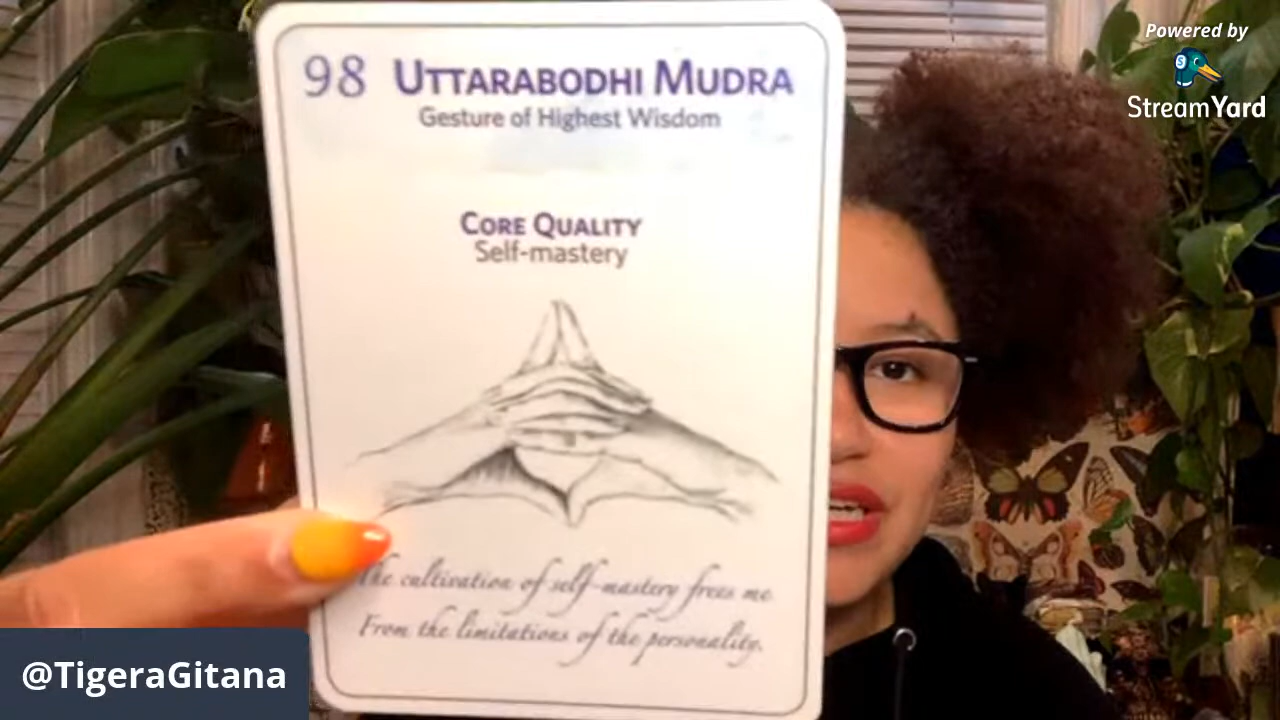 98 UTTARABODHI MUDRA
Gesture of Highest Wisdom
CORE QUALITY
Self-mastery
The cultivation of self-mastery frees me
From the limitations of the personality.
@TigeraGitana
Powered by
StreamYard